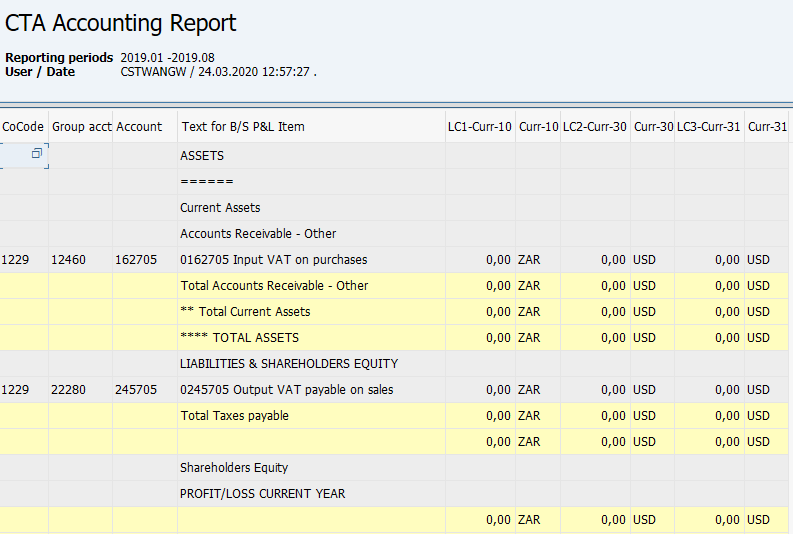 CTA Accounting Report
Reporting periods 2019.01 -2019.08
User / Date CSTWANGW / 24.03.2020 12:57:27 .
CoCode Group acct Account Text for B/S P&L Item LC1-Curr-10 Curr-10 LC2-Curr-30 Curr-30 LC3-Curr-31 Curr-31
ASSETS
======
Current Assets
Accounts Receivable - Other
1229 12460 162705 0162705 Input VAT on purchases 0,00 ZAR 0,00 USD 0,00 USD
Total Accounts Receivable - Other 0,00 ZAR 0,00 USD 0,00 USD
** Total Current Assets 0,00 ZAR 0,00 USD 0,00 USD
**** TOTAL ASSETS 0,00 ZAR 0,00 USD 0,00 USD
LIABILITIES & SHAREHOLDERS EQUITY
1229 22280 245705 0245705 Output VAT payable on sales 0,00 ZAR 0,00 USD 0,00 USD
Total Taxes payable 0,00 ZAR 0,00 USD 0,00 USD
0,00 ZAR 0,00 USD 0,00 USD
Shareholders Equity
PROFIT/LOSS CURRENT YEAR
0,00 ZAR 0,00 USD 0,00 USD